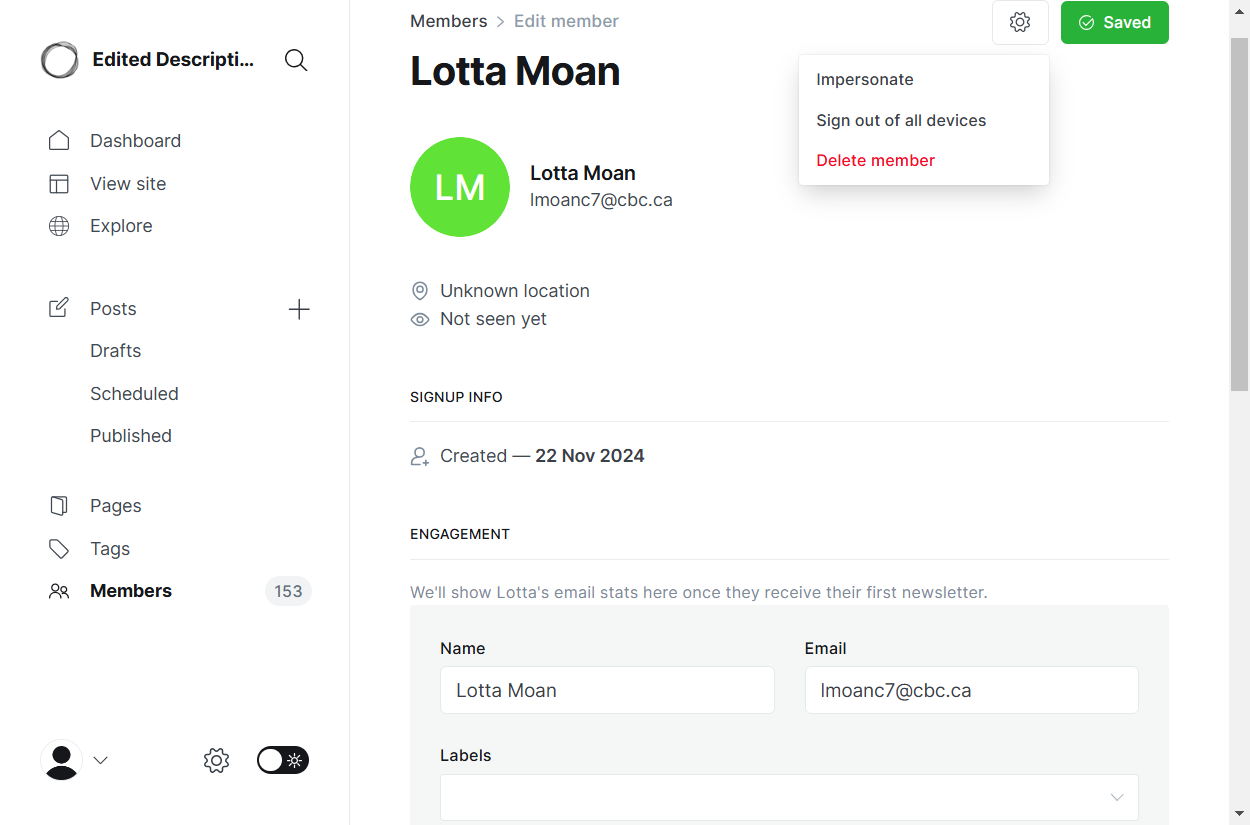 Edited Descripti...
Dashboard
View site
Explore
Posts
Drafts
Scheduled
Published
Pages
Tags
Members
153
Members > Edit member
Saved
Lotta Moan
Impersonate
Sign out of all devices
Delete member
LM
Lotta Moan
lmoanc7@cbc.ca
Unknown location
Not seen yet
SIGNUP INFO
Created — 22 Nov 2024
ENGAGEMENT
We'll show Lotta's email stats here once they receive their first newsletter.
Name
Email
Lotta Moan
lmoanc7@cbc.ca
Labels